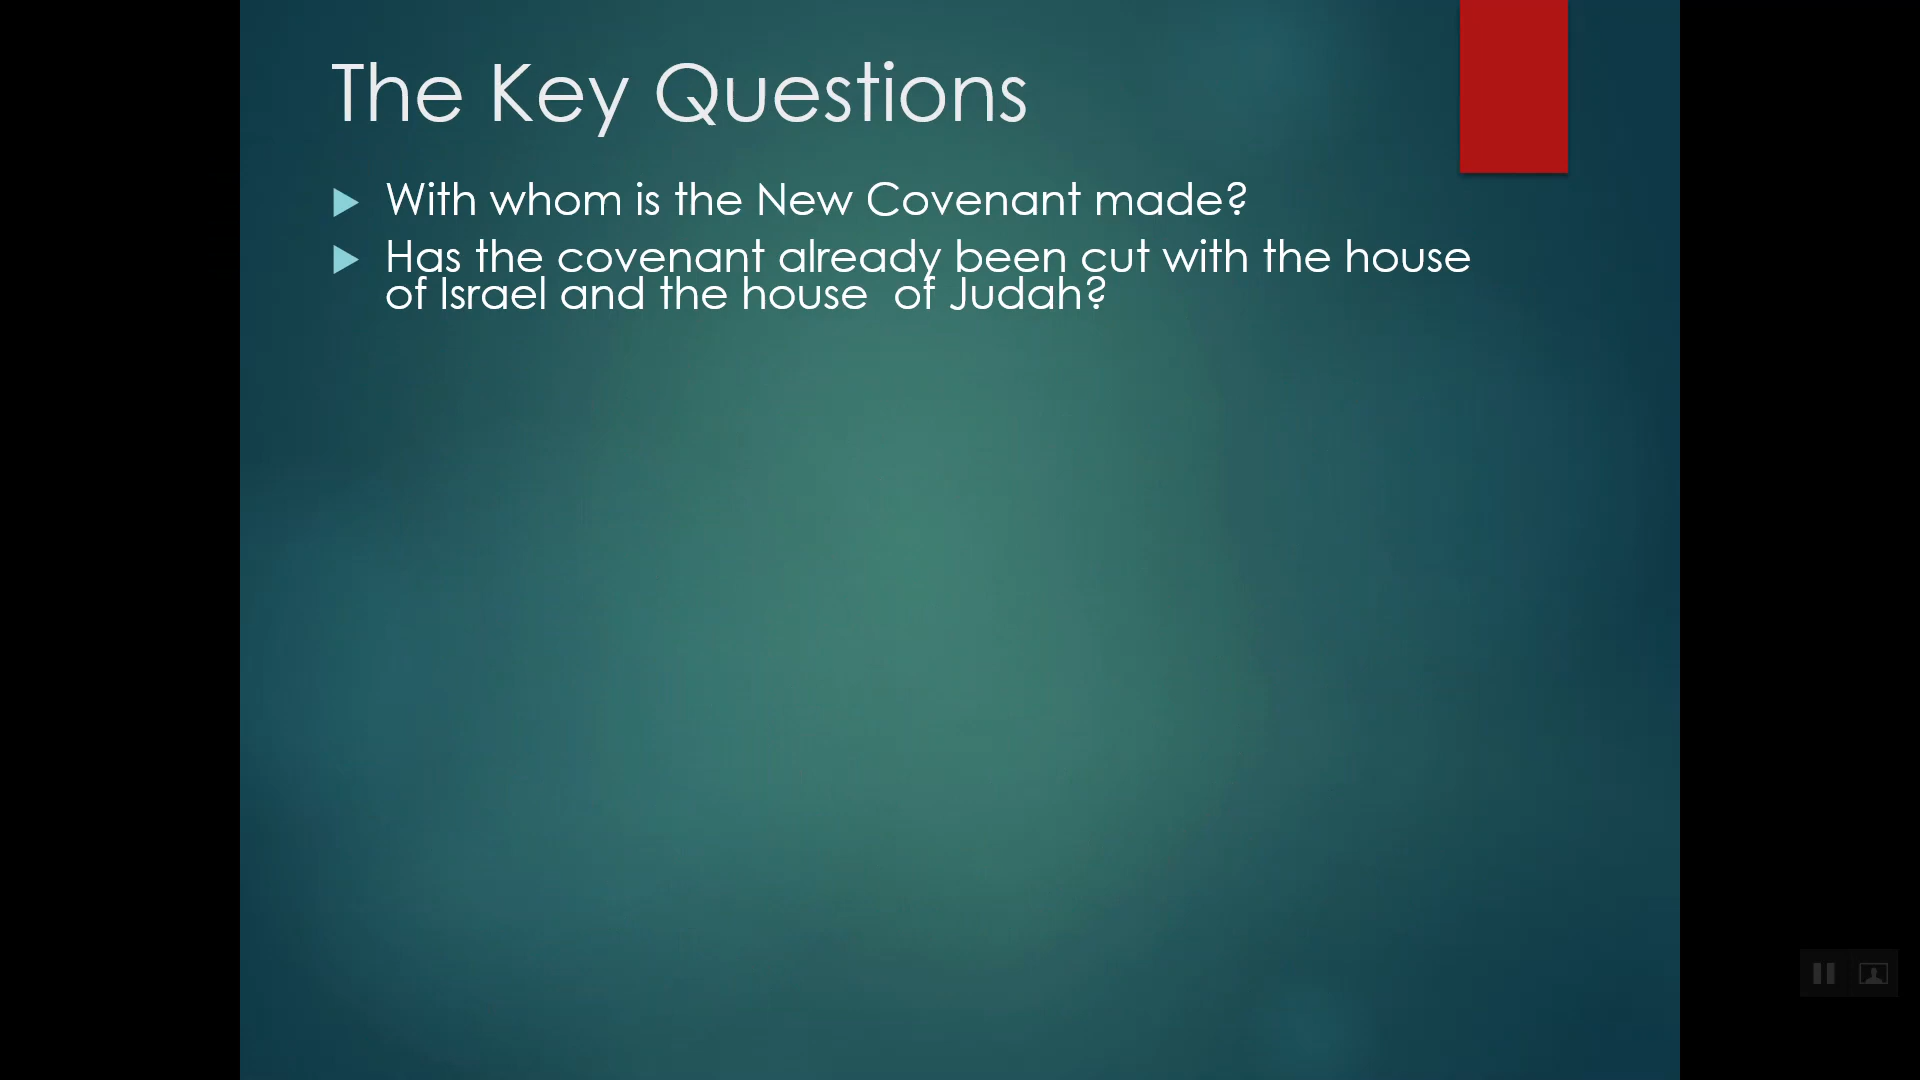 The Key Questions
With whom is the New Covenant made?
Has the covenant already been cut with the house
of Israel and the house  of Judah?